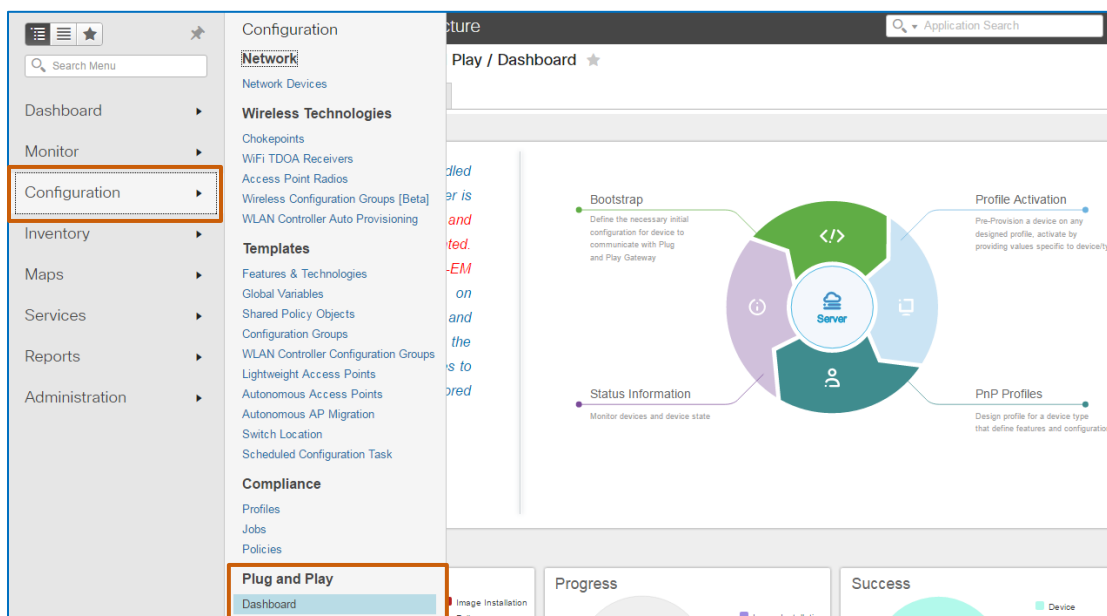 Search Menu
Dashboard
Monitor
Configuration
Inventory
Maps
Services
Reports
Administration
Configuration
Network
Network Devices
Wireless Technologies
Chokepoints
WiFi TDOA Receivers
Access Point Radios
Wireless Configuration Groups [Beta]
WLAN Controller Auto Provisioning
Templates
Features & Technologies
Global Variables
Shared Policy Objects
Configuration Groups
WLAN Controller Configuration Groups
Lightweight Access Points
Autonomous Access Points
Autonomous AP Migration
Switch Location
Scheduled Configuration Task
Compliance
Profiles
Jobs
Policies
Plug and Play
Dashboard
cture
Application Search
Play / Dashboard
dled
er is
and
ted.
-EM
on
and
the
s to
ored
Bootstrap
Define the necessary initial
configuration for device to
communicate with Plug
and Play Gateway
Profile Activation
Pre-Provision a device on any
designed profile, activate by
providing values specific to device/ty
</!>
Server
Status Information
Monitor devices and device state
PnP Profiles
Design profile for a device type
that define features and configuration
Image Installation
Progress
Success
Device